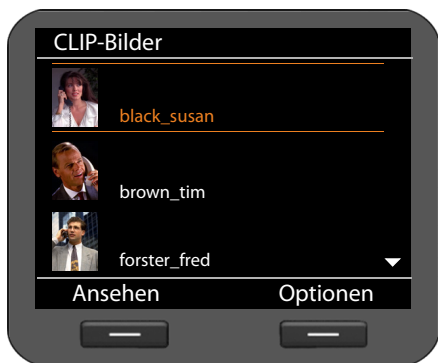 CLIP-Bilder
black_susan
brown_tim
forster_fred
Ansehen Optionen